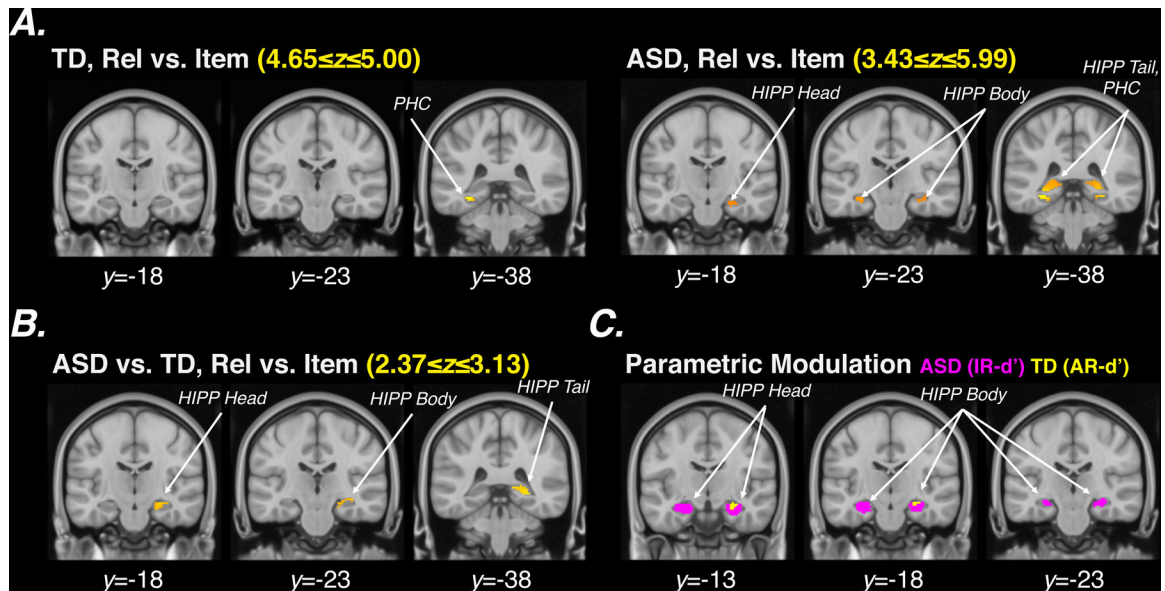 A.
TD, Rel vs. Item (4.65≤z≤5.00)
PHC
y=-18
y=-23
y=-38
ASD, Rel vs. Item (3.43≤z≤5.99)
HIPP Head
HIPP Body
HIPP Tail,
PHC
y=-18
y=-23
y=-38
B.
ASD vs. TD, Rel vs. Item (2.37≤z≤3.13)
HIPP Head
HIPP Body
HIPP Tail
y=-18
y=-23
y=-38
C.
Parametric Modulation ASD (IR-d’) TD (AR-d’)
HIPP Head
HIPP Body
y=-13
y=-18
y=-23